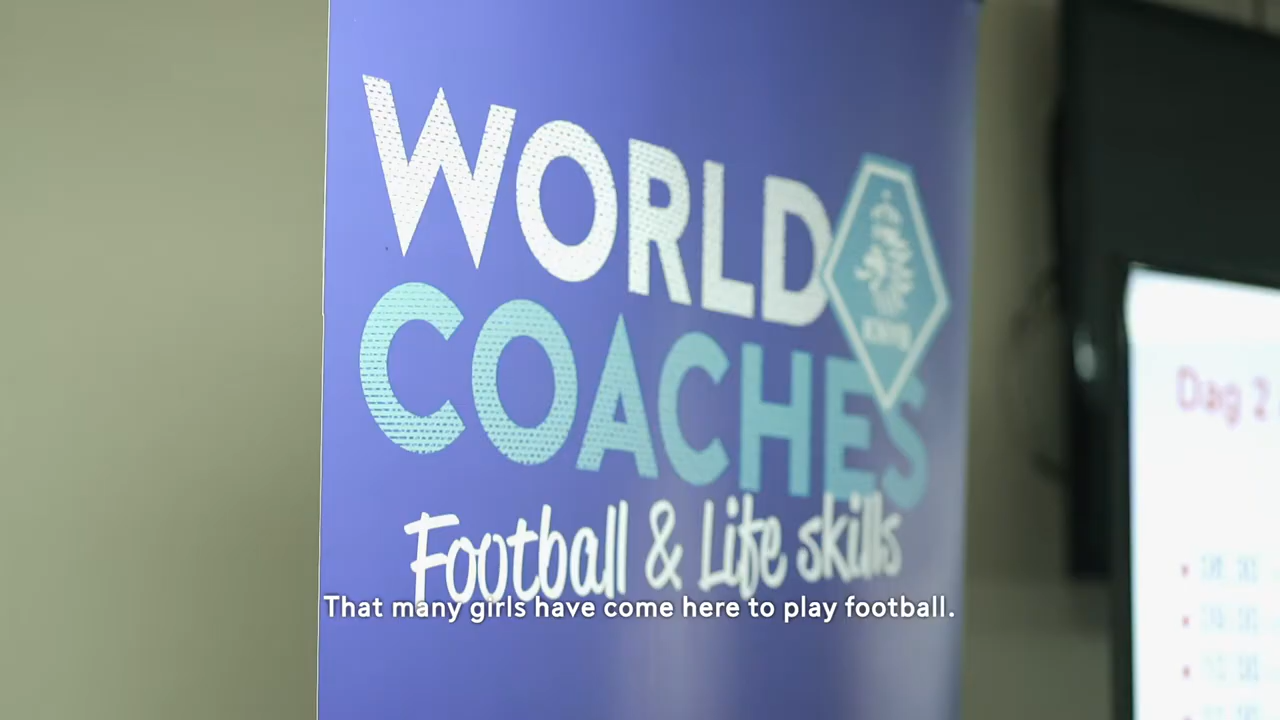 WORLD
COACHES
Football & Life skills
That many girls have come here to play football.
Dag 2